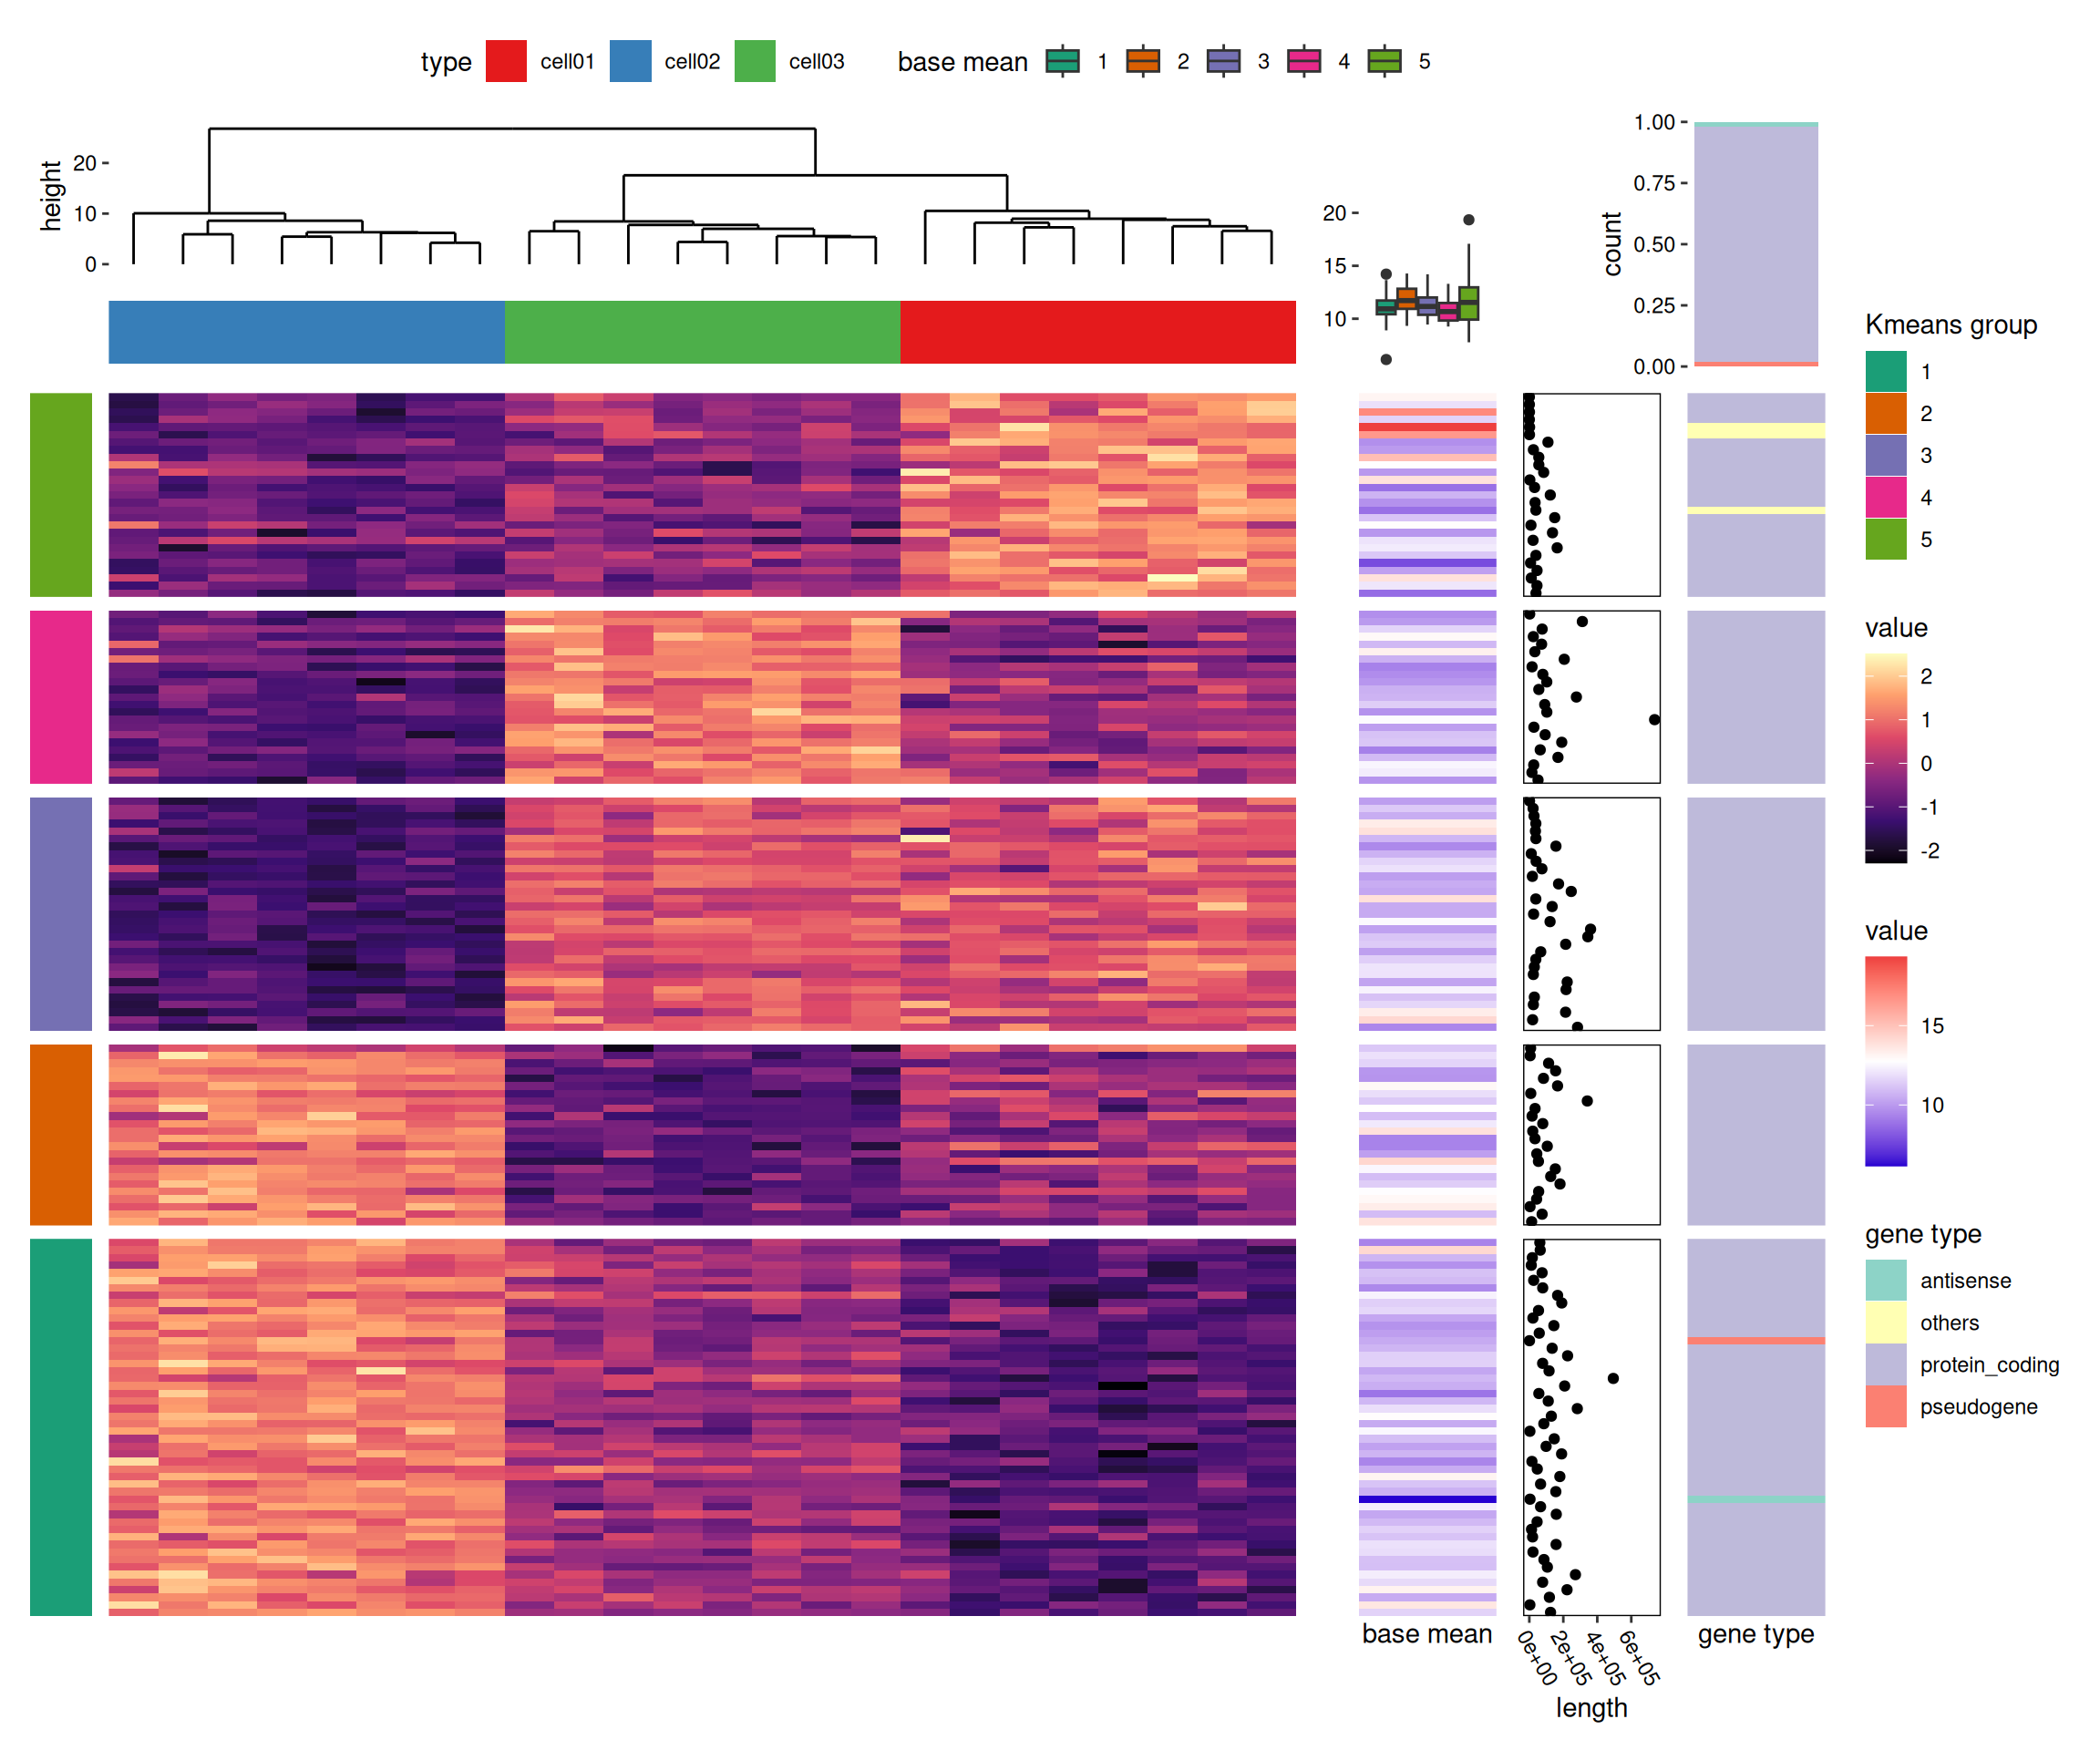 type cell01 cell02 cell03 base mean 1 2 3 4 5
height
20
10
0
20
15
10
count
1.00
0.75
0.50
0.25
0.00
Kmeans group
1
2
3
4
5
value
2
1
0
-1
-2
value
15
10
gene type
antisense
others
protein_coding
pseudogene
base mean
0e+00 2e+05 4e+05 6e+05
length
gene type